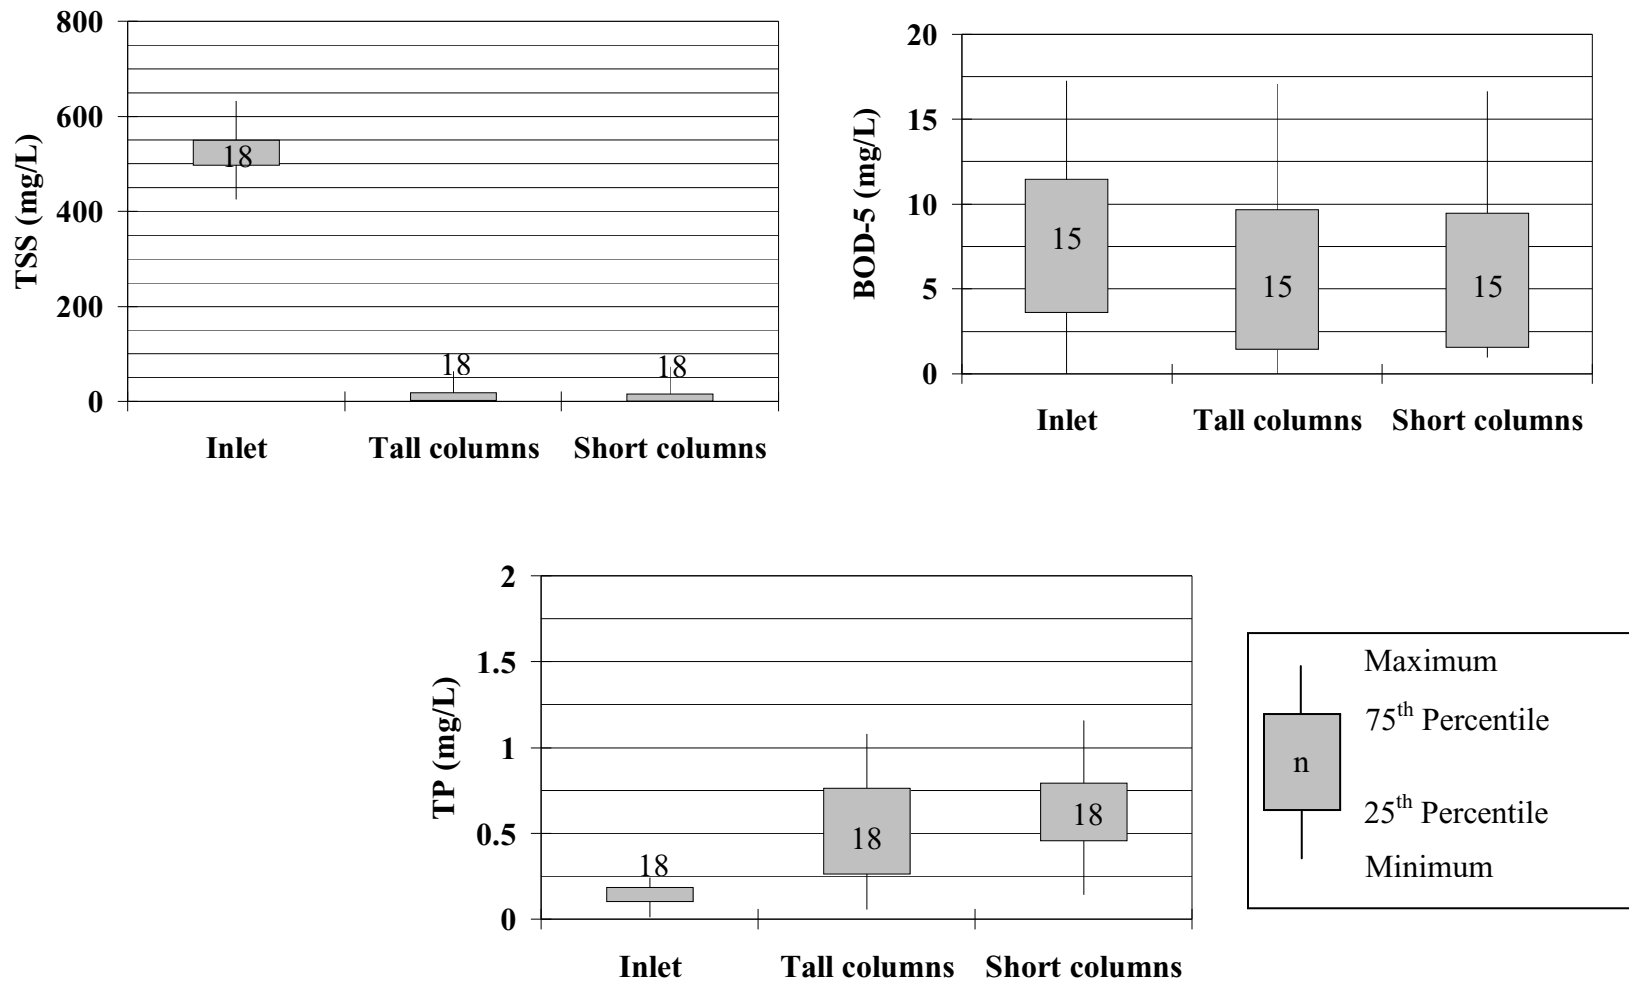 TSS (mg/L)
800
600
400
200
0
18
18
18
Inlet
Tall columns
Short columns
BOD-5 (mg/L)
20
15
10
5
0
15
15
15
Inlet
Tall columns
Short columns
TP (mg/L)
2
1.5
1
0.5
0
18
18
18
Inlet
Tall columns
Short columns
Maximum
75th Percentile
n
25th Percentile
Minimum